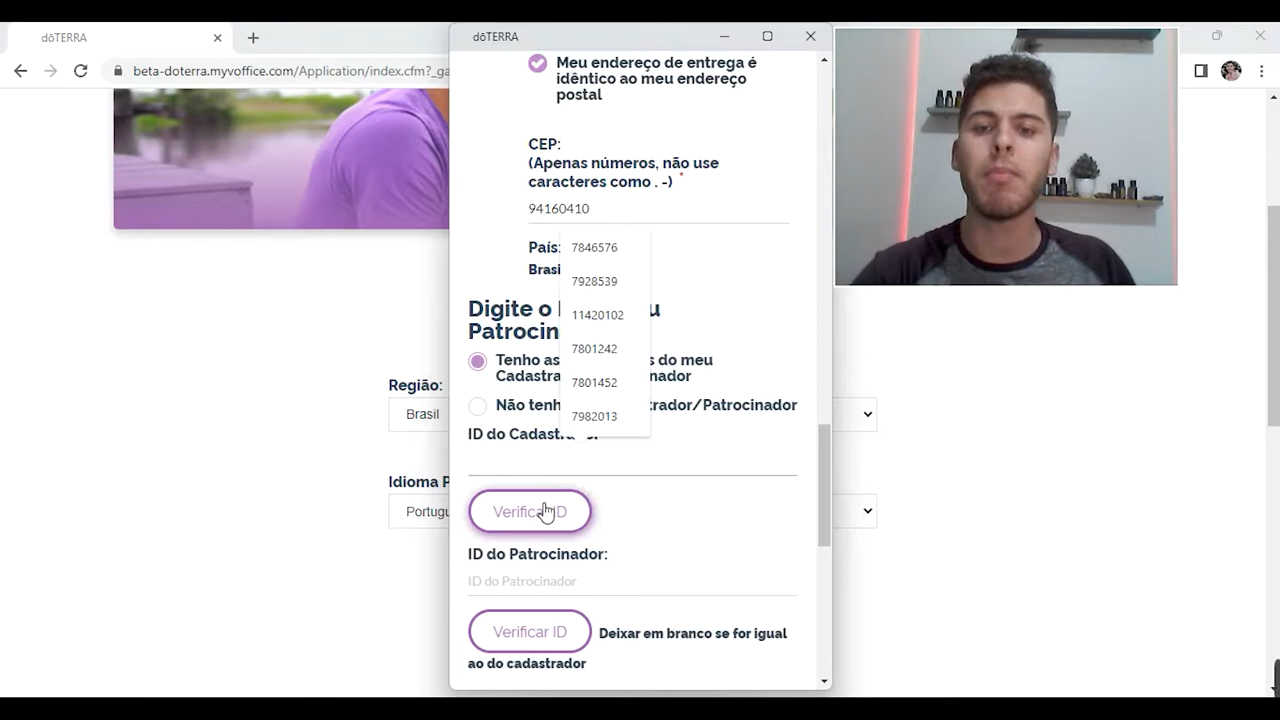 dōTERRA
beta-doterra.myvoffice.com/Application/index.cfm?_ga
Região:
Brasil
Idioma P
Portugu
dōTERRA
Meu endereço de entrega é
idêntico ao meu endereço
postal
CEP:
(Apenas números, não use
caracteres como . -) *
94160410
País:
Brasi
7846576
7928539
11420102
7801242
7801452
7982013
Digite o
Patrocin
Tenho as s do meu
Cadastra nador
Não tenh trador/Patrocinador
ID do Cadastra
Verificar ID
ID do Patrocinador:
ID do Patrocinador
Verificar ID Deixar em branco se for igual
ao do cadastrador